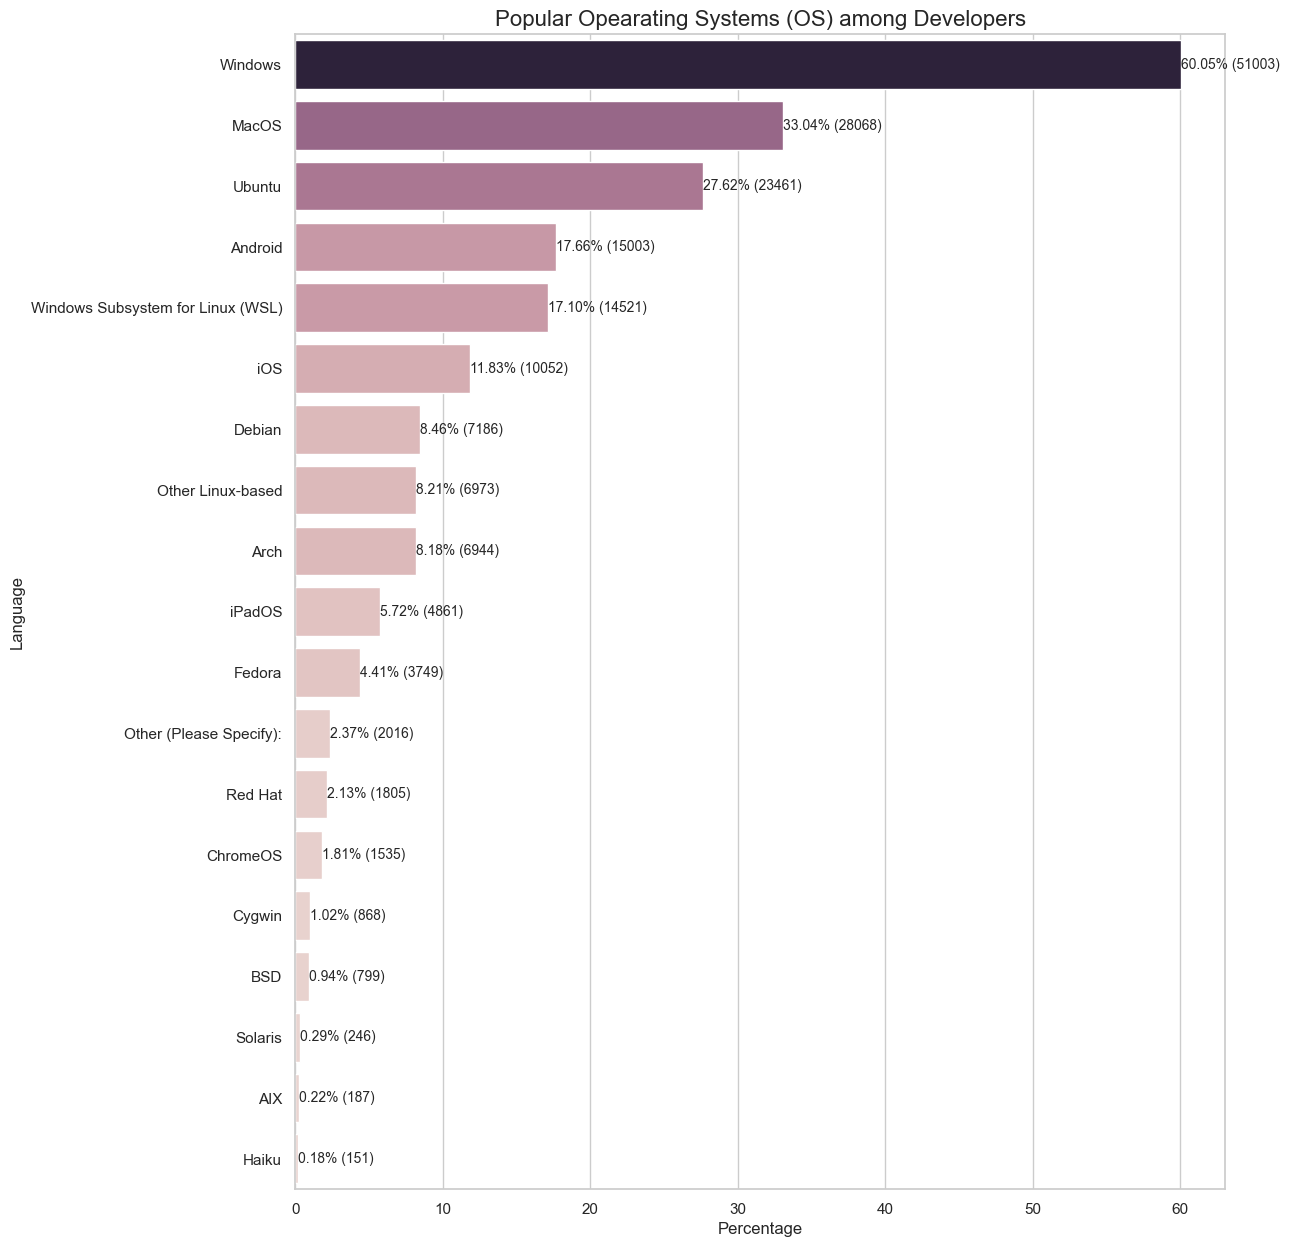 Popular Opearating Systems (OS) among Developers
Windows
60.05% (51003)
MacOS
33.04% (28068)
Ubuntu
27.62% (23461)
Android
17.66% (15003)
Windows Subsystem for Linux (WSL)
17.10% (14521)
iOS
11.83% (10052)
Debian
8.46% (7186)
Other Linux-based
8.21% (6973)
Arch
8.18% (6944)
iPadOS
5.72% (4861)
Fedora
4.41% (3749)
Other (Please Specify):
2.37% (2016)
Red Hat
2.13% (1805)
ChromeOS
1.81% (1535)
Cygwin
1.02% (868)
BSD
0.94% (799)
Solaris
0.29% (246)
AIX
0.22% (187)
Haiku
0.18% (151)
Language
0 10 20 30 40 50 60
Percentage